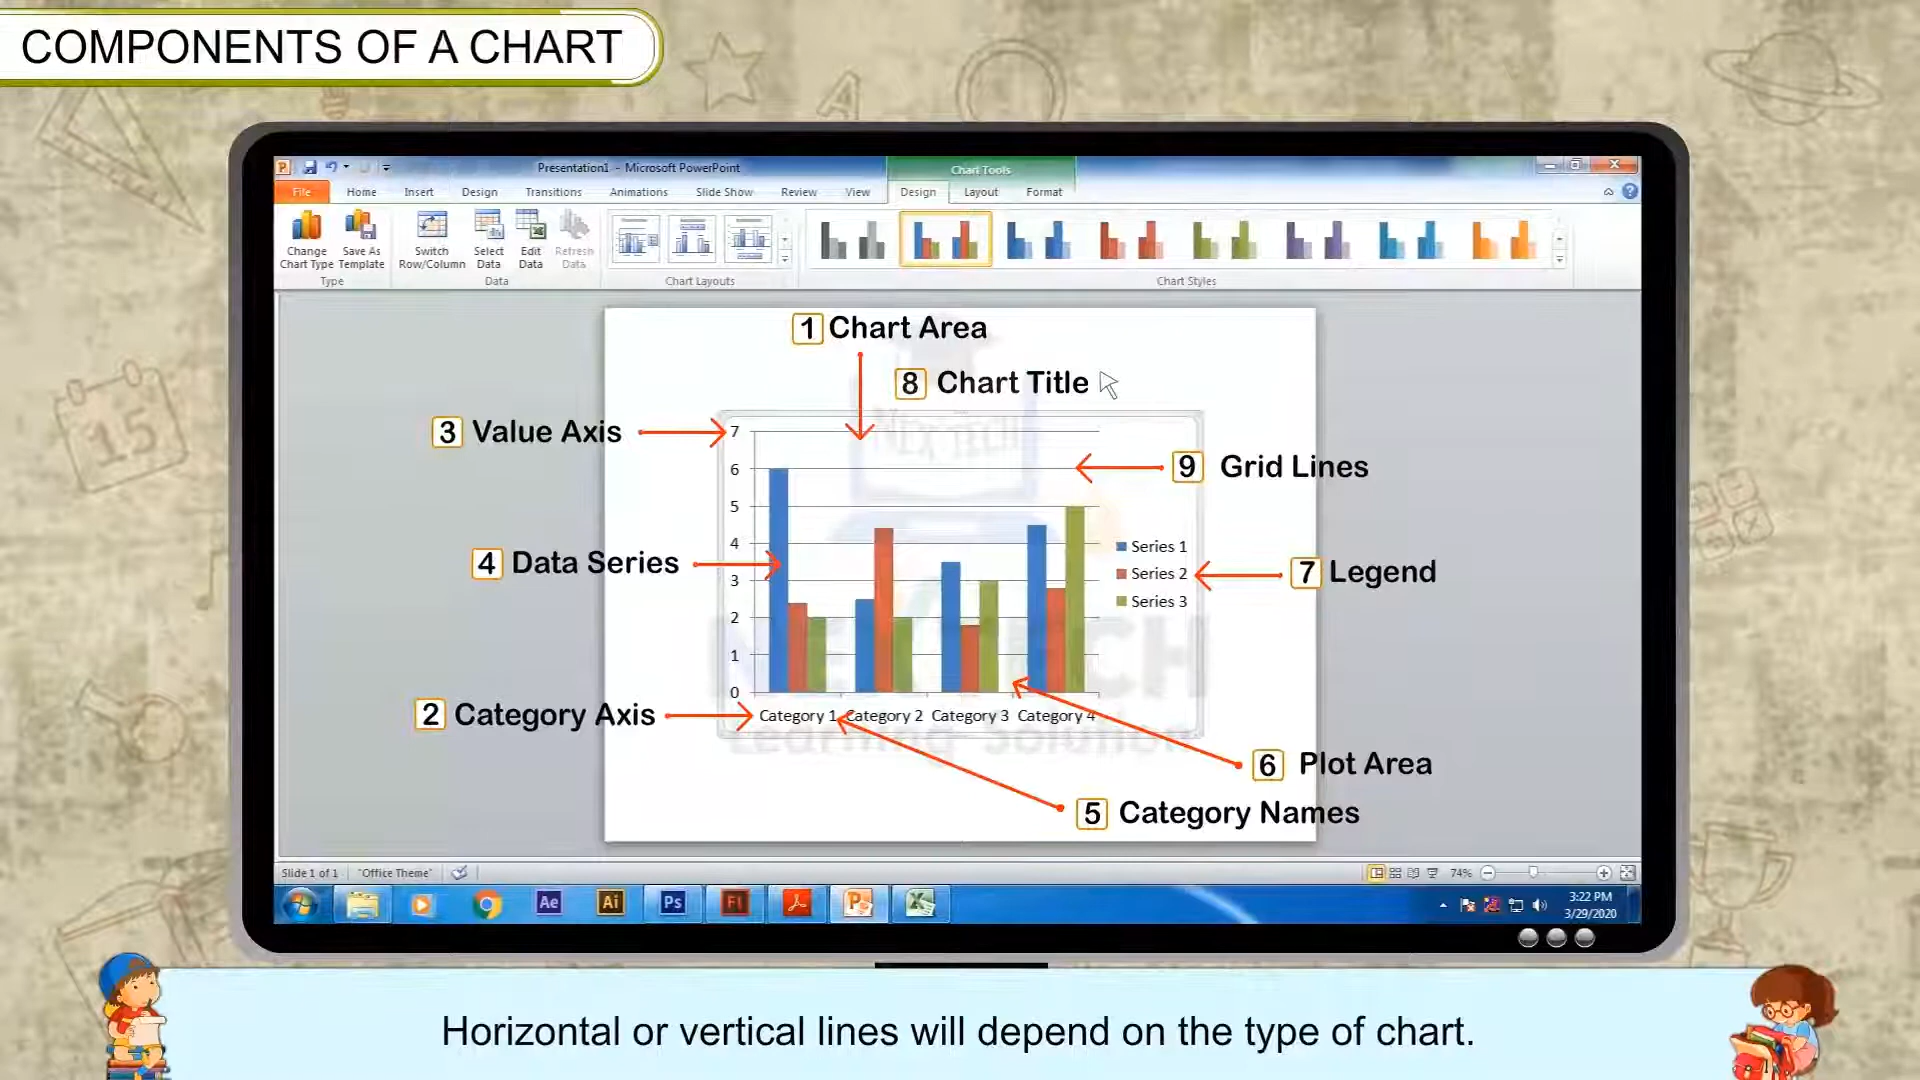 COMPONENTS OF A CHART
Presentation1 - Microsoft PowerPoint
Chart Tools
File Home Insert Design Transitions Animations Slide Show Review View Design Layout Format
Change Chart Type
Save As Template
Switch Row/Column
Select Data
Edit Data
Refresh Data
Type
Data
Chart Layouts
Chart Styles
1 Chart Area
8 Chart Title
3 Value Axis
9 Grid Lines
4 Data Series
7 Legend
2 Category Axis
6 Plot Area
5 Category Names
7
6
5
4
3
2
1
0
Series 1
Series 2
Series 3
Category 1 Category 2 Category 3 Category 4
NEX TECH
Learning Solution
Slide 1 of 1 "Office Theme" 74%
Ae Ai Ps Fl
3:22 PM
3/29/2020
15
A
Horizontal or vertical lines will depend on the type of chart.